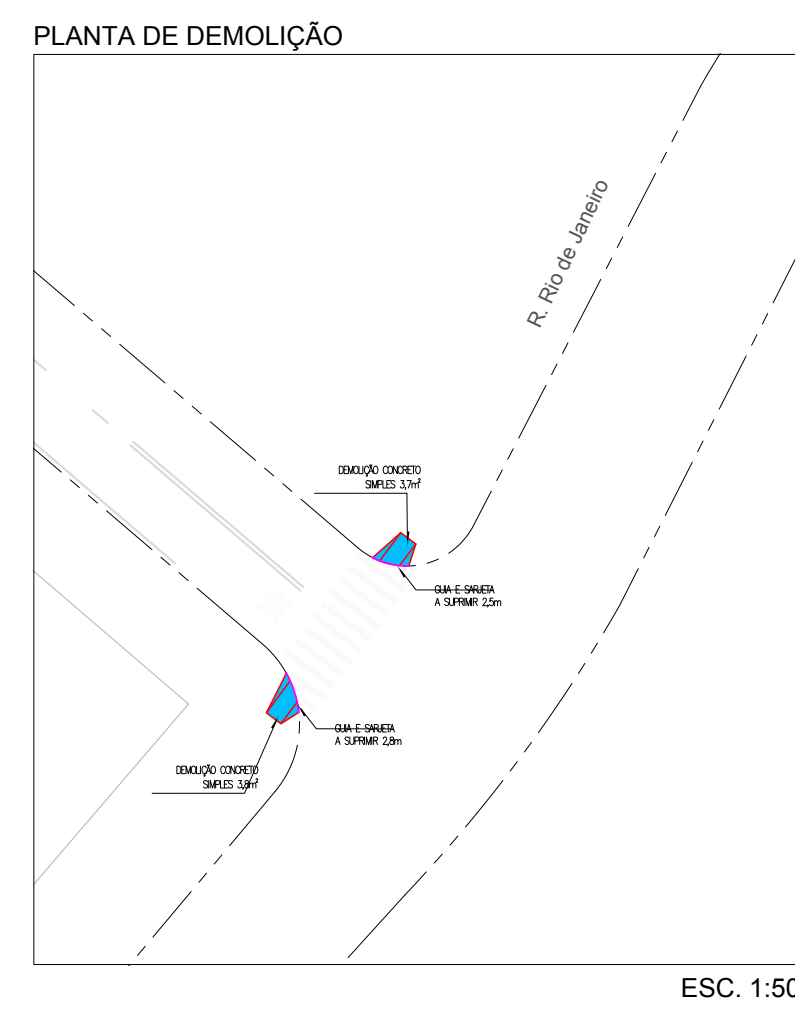 PLANTA DE DEMOLIÇÃO
R. Rio de Janeiro
DEMOLIÇÃO CONCRETO
SIMPLES 3,7m²
GUIA E SARJETA
A SUPRIMIR 2,5m
PARE
GUIA E SARJETA
A SUPRIMIR 2,8m
DEMOLIÇÃO CONCRETO
SIMPLES 3,8m²
ESC. 1:50